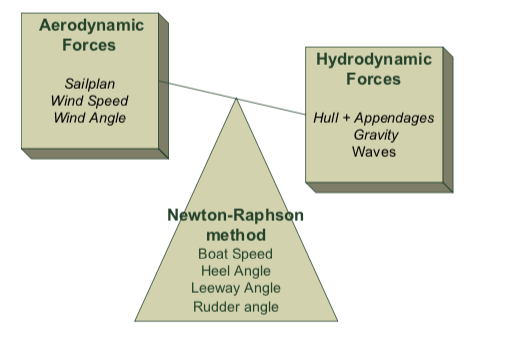 Aerodynamic
Forces
Sailplan
Wind Speed
Wind Angle
Hydrodynamic
Forces
Hull + Appendages
Gravity
Waves
Newton-Raphson
method
Boat Speed
Heel Angle
Leeway Angle
Rudder angle